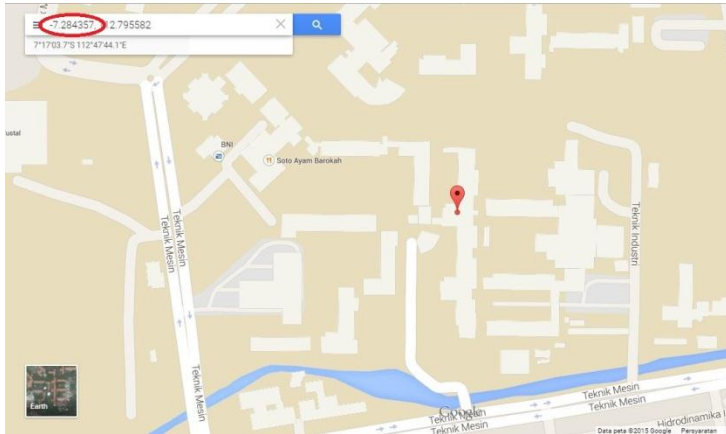 -7.284357, 112.795582
7°17'03.7"S 112°47'44.1"E
BNI
Soto Ayam Barokah
Teknik Mesin
Teknik Mesin
Teknik Industri
Teknik Mesin
Teknik Mesin
Teknik Mesin
Teknik Mesin
Teknik Mesin
Google
Hidrodinamika
Earth
Data peta ©2015 Google Persyaratan